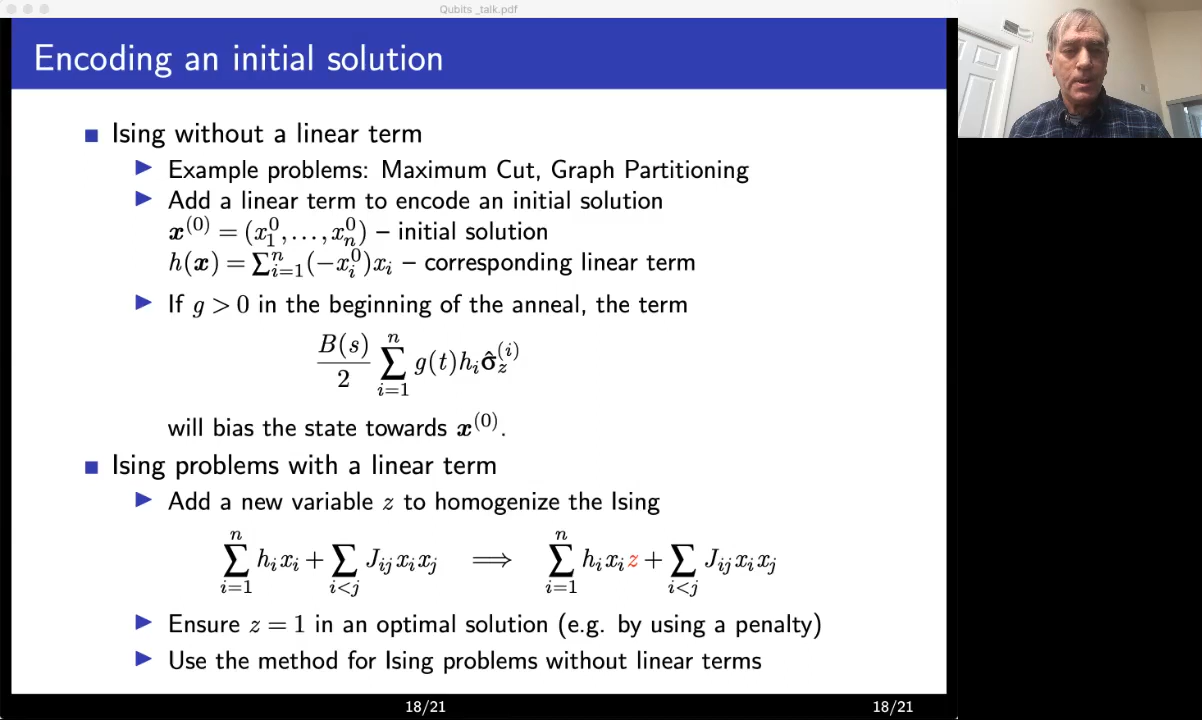 Qubits _talk.pdf
Encoding an initial solution
Ising without a linear term
Example problems: Maximum Cut, Graph Partitioning
Add a linear term to encode an initial solution
x^(0) = (x_1^0, ..., x_n^0) – initial solution
h(x) = ∑_{i=1}^n (−x_i^0)x_i – corresponding linear term
If g > 0 in the beginning of the anneal, the term
B(s)/2 ∑_{i=1}^n g(t)h_i σ̂_z^(i)
will bias the state towards x^(0).
Ising problems with a linear term
Add a new variable z to homogenize the Ising
∑_{i=1}^n h_i x_i + ∑_{i<j} J_ij x_i x_j ⟹ ∑_{i=1}^n h_i x_i z + ∑_{i<j} J_ij x_i x_j
Ensure z = 1 in an optimal solution (e.g. by using a penalty)
Use the method for Ising problems without linear terms
18/21 18/21